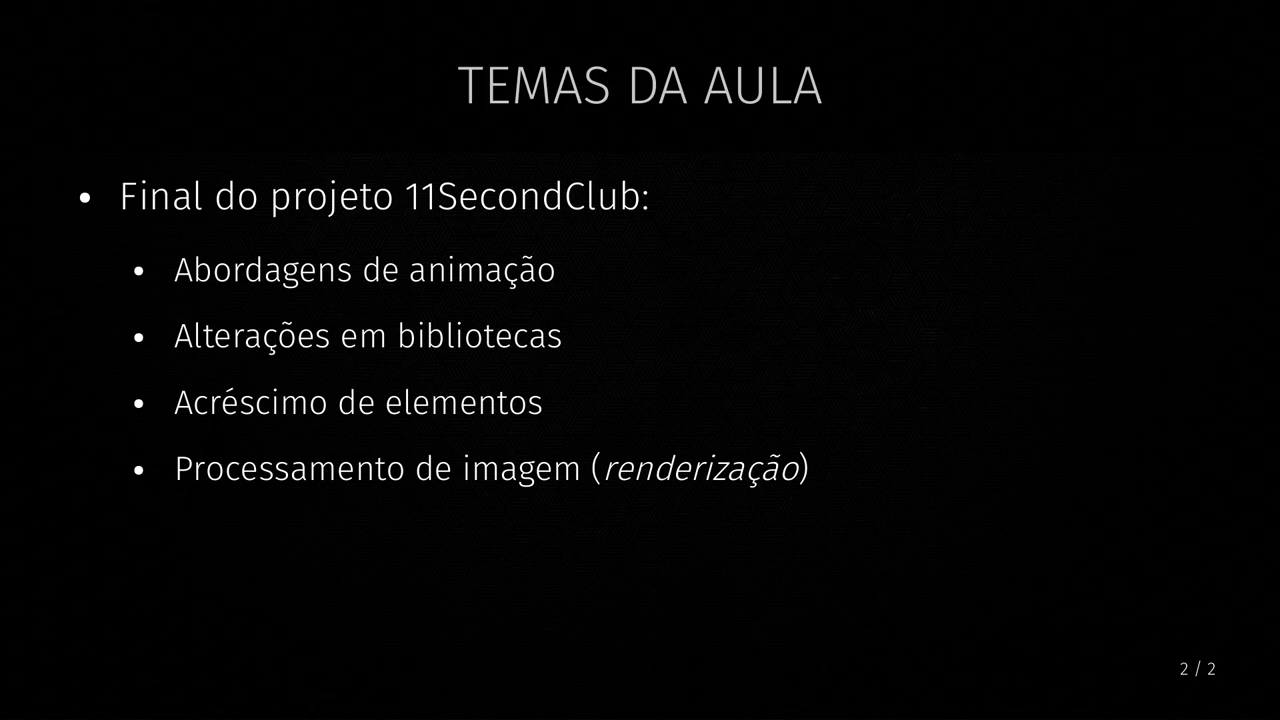 TEMAS DA AULA
• Final do projeto 11SecondClub:
• Abordagens de animação
• Alterações em bibliotecas
• Acréscimo de elementos
• Processamento de imagem (renderização)
2 / 2